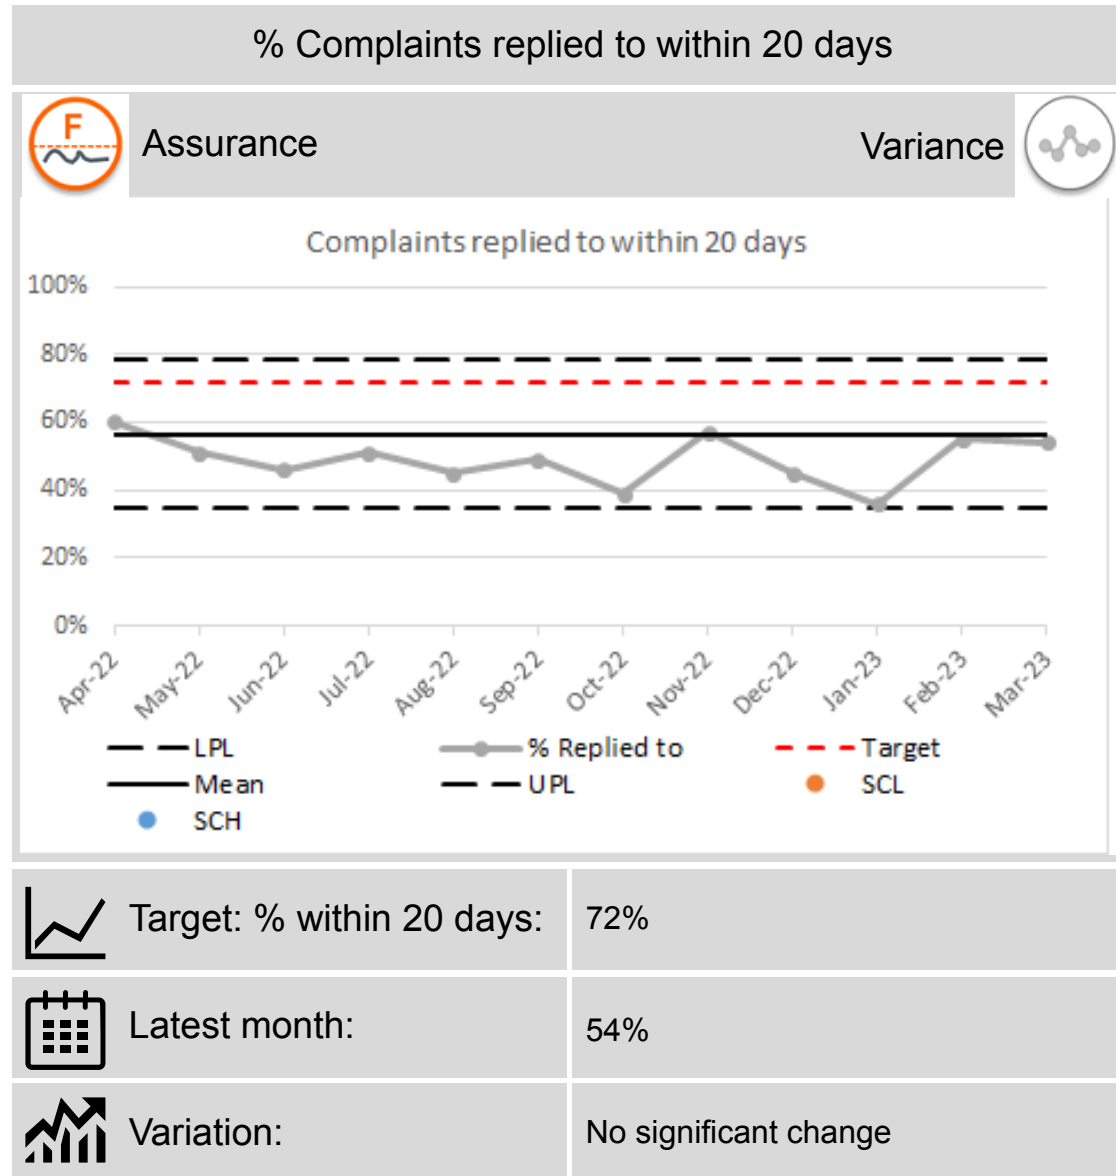 % Complaints replied to within 20 days
F
Assurance
Variance
Complaints replied to within 20 days
100%
80%
60%
40%
20%
0%
Apr-22
May-22
Jun-22
Jul-22
Aug-22
Sep-22
Oct-22
Nov-22
Dec-22
Jan-23
Feb-23
Mar-23
LPL
% Replied to
Target
Mean
UPL
SCL
SCH
Target: % within 20 days: 72%
Latest month: 54%
Variation: No significant change